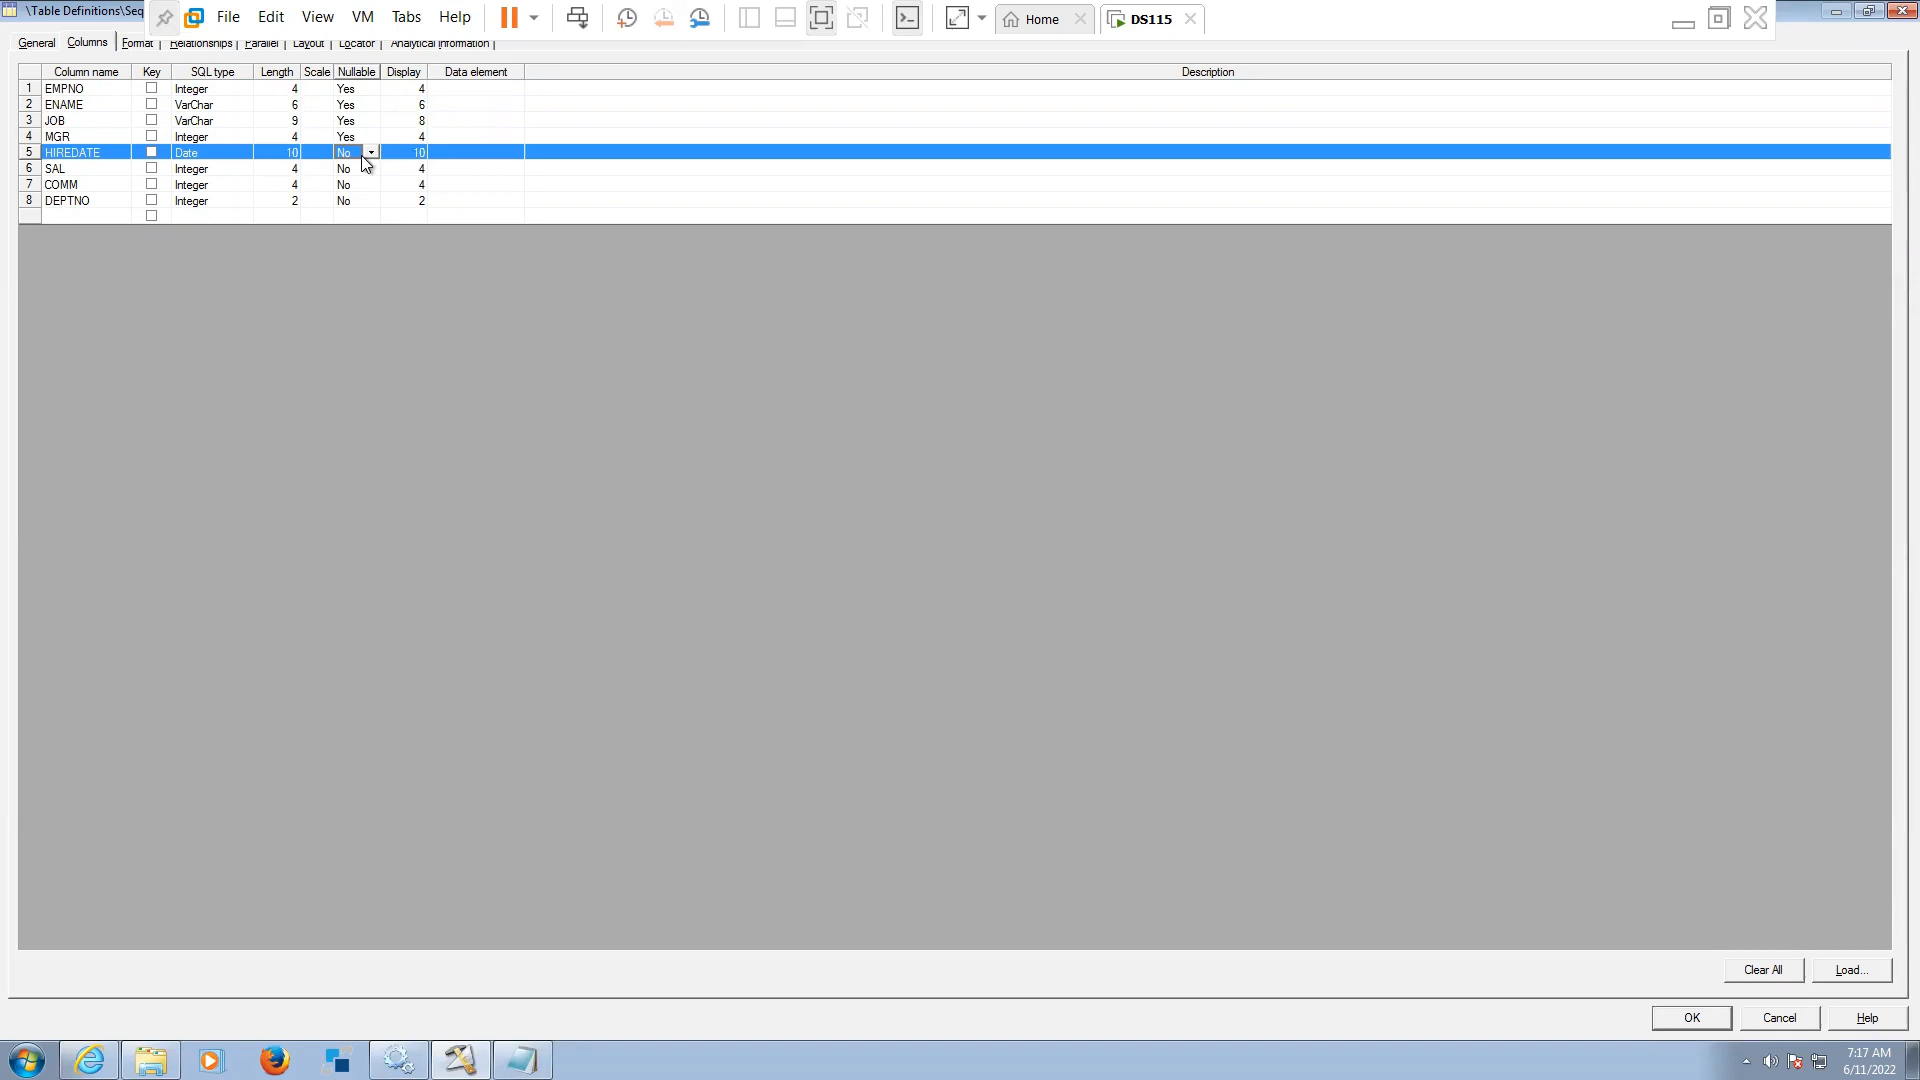 \Table Definitions\Seq
File Edit View VM Tabs Help Home DS115
General Columns Format Relationships Parallel Layout Locator Analytical information
Column name Key SQL type Length Scale Nullable Display Data element Description
1 EMPNO Integer 4 Yes 4
2 ENAME VarChar 6 Yes 6
3 JOB VarChar 9 Yes 8
4 MGR Integer 4 Yes 4
5 HIREDATE Date 10 No 10
6 SAL Integer 4 No 4
7 COMM Integer 4 No 4
8 DEPTNO Integer 2 No 2
Clear All Load...
OK Cancel Help
7:17 AM
6/11/2022